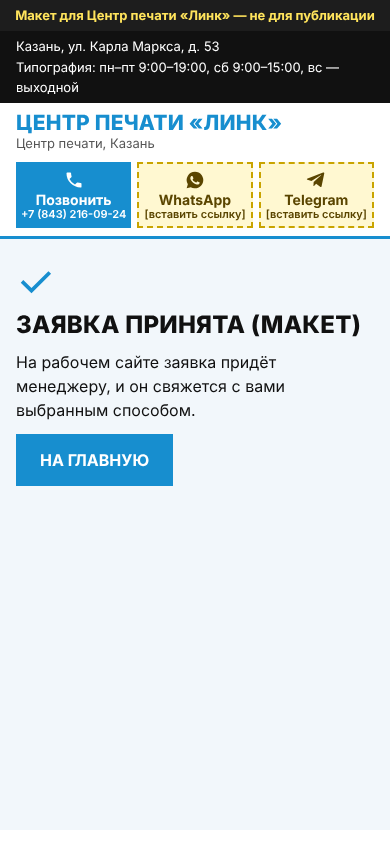 Макет для Центр печати «Линк» — не для публикации
Казань, ул. Карла Маркса, д. 53
Типография: пн–пт 9:00–19:00, сб 9:00–15:00, вс —
выходной
ЦЕНТР ПЕЧАТИ «ЛИНК»
Центр печати, Казань
Позвонить
+7 (843) 216-09-24
WhatsApp
[вставить ссылку]
Telegram
[вставить ссылку]
ЗАЯВКА ПРИНЯТА (МАКЕТ)
На рабочем сайте заявка придёт
менеджеру, и он свяжется с вами
выбранным способом.
НА ГЛАВНУЮ